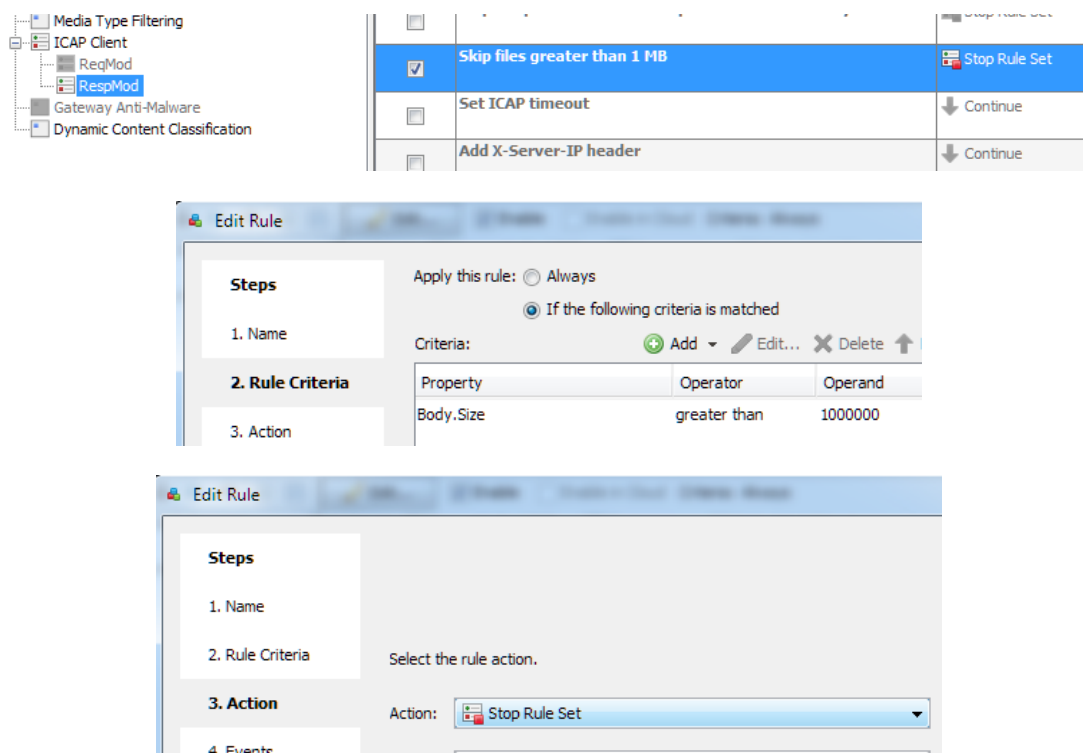 Media Type Filtering
Stop Rule Set
ICAP Client
ReqMod
Skip files greater than 1 MB
Stop Rule Set
RespMod
Set ICAP timeout
Continue
Gateway Anti-Malware
Dynamic Content Classification
Add X-Server-IP header
Continue
Edit Rule
Steps
Apply this rule: Always
If the following criteria is matched
1. Name
Criteria: Add Edit... Delete
2. Rule Criteria
Property Operator Operand
Body.Size greater than 1000000
3. Action
Edit Rule
Steps
1. Name
2. Rule Criteria
Select the rule action.
3. Action
Action: Stop Rule Set
4. Events